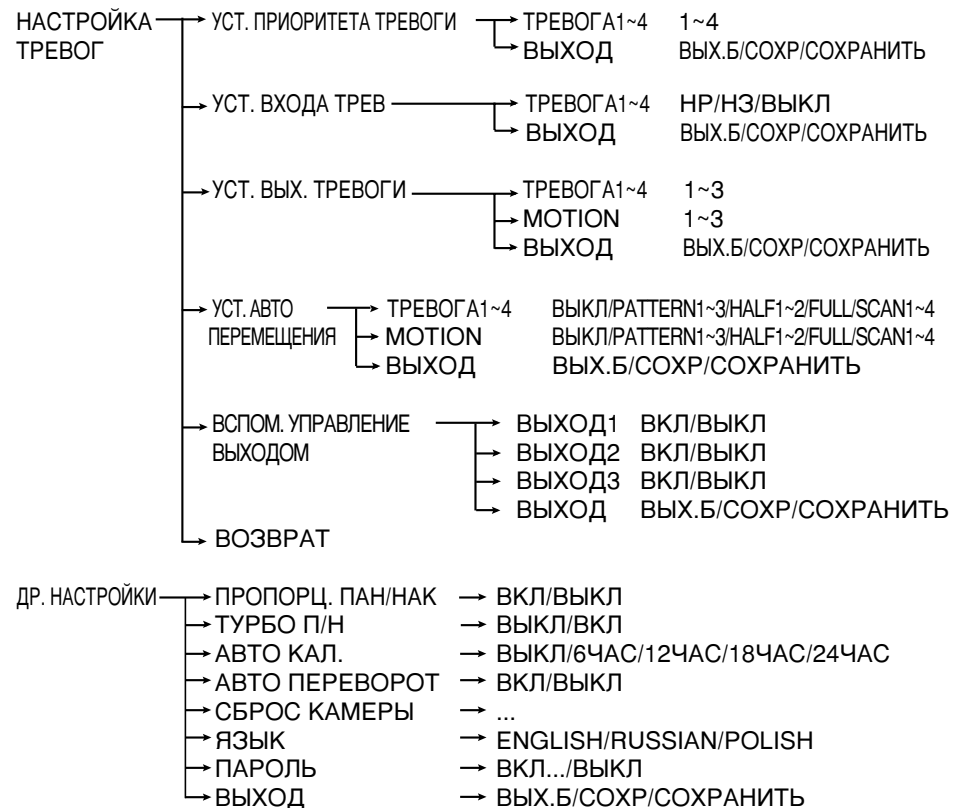 НАСТРОЙКА УСТ. ПРИОРИТЕТА ТРЕВОГИ ТРЕВОГА1~4 1~4
ТРЕВОГ ВЫХОД ВЫХ.Б/СОХР/СОХРАНИТЬ
УСТ. ВХОДА ТРЕВ ТРЕВОГА1~4 НР/НЗ/ВЫКЛ
ВЫХОД ВЫХ.Б/СОХР/СОХРАНИТЬ
УСТ. ВЫХ. ТРЕВОГИ ТРЕВОГА1~4 1~3
MOTION 1~3
ВЫХОД ВЫХ.Б/СОХР/СОХРАНИТЬ
УСТ. АВТО ТРЕВОГА1~4 ВЫКЛ/PATTERN1~3/HALF1~2/FULL/SCAN1~4
ПЕРЕМЕЩЕНИЯ MOTION ВЫКЛ/PATTERN1~3/HALF1~2/FULL/SCAN1~4
ВЫХОД ВЫХ.Б/СОХР/СОХРАНИТЬ
ВСПОМ. УПРАВЛЕНИЕ ВЫХОД1 ВКЛ/ВЫКЛ
ВЫХОДОМ ВЫХОД2 ВКЛ/ВЫКЛ
ВЫХОД3 ВКЛ/ВЫКЛ
ВЫХОД ВЫХ.Б/СОХР/СОХРАНИТЬ
ВОЗВРАТ
ДР. НАСТРОЙКИ ПРОПОРЦ. ПАН/НАК ВКЛ/ВЫКЛ
ТУРБО П/Н ВЫКЛ/ВКЛ
АВТО КАЛ. ВЫКЛ/6ЧАС/12ЧАС/18ЧАС/24ЧАС
АВТО ПЕРЕВОРОТ ВКЛ/ВЫКЛ
СБРОС КАМЕРЫ ...
ЯЗЫК ENGLISH/RUSSIAN/POLISH
ПАРОЛЬ ВКЛ.../ВЫКЛ
ВЫХОД ВЫХ.Б/СОХР/СОХРАНИТЬ